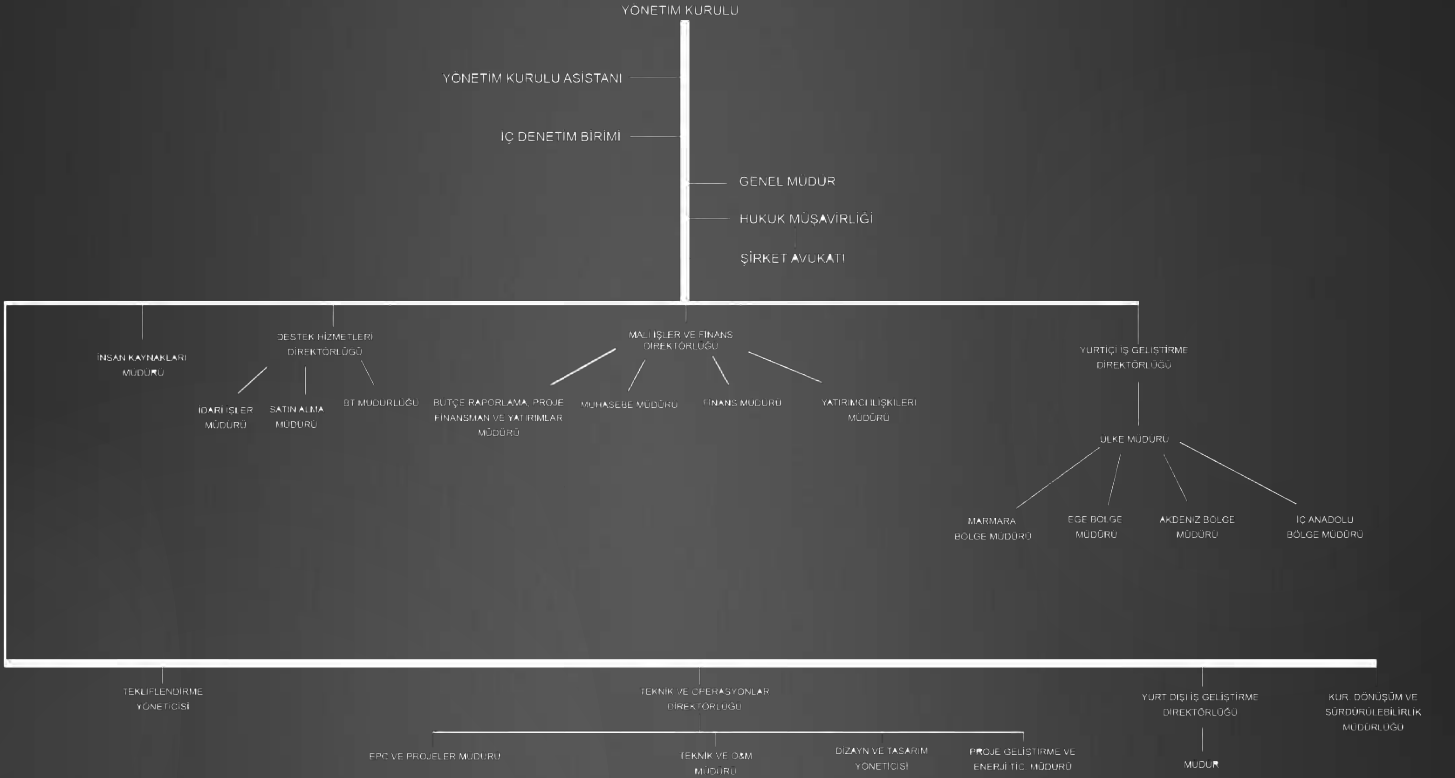 YÖNETİM KURULU
YÖNETİM KURULU ASİSTANI
İÇ DENETİM BİRİMİ
GENEL MÜDÜR
HUKUK MÜŞAVİRLİĞİ
ŞİRKET AVUKATI
İNSAN KAYNAKLARI
MÜDÜRÜ
DESTEK HİZMETLERİ
DİREKTÖRLÜĞÜ
İDARİ İŞLER
MÜDÜRÜ
SATIN ALMA
MÜDÜRÜ
BT MÜDÜRLÜĞÜ
MALİ İŞLER VE FİNANS
DİREKTÖRLÜĞÜ
BÜTÇE RAPORLAMA, PROJE
FİNANSMAN VE YATIRIMLAR
MÜDÜRÜ
MUHASEBE MÜDÜRÜ
FİNANS MÜDÜRÜ
YATIRIMCI İLİŞKİLERİ
MÜDÜRÜ
YURTİÇİ İŞ GELİŞTİRME
DİREKTÖRLÜĞÜ
ÜLKE MÜDÜRÜ
MARMARA
BÖLGE MÜDÜRÜ
EGE BÖLGE
MÜDÜRÜ
AKDENİZ BÖLGE
MÜDÜRÜ
İÇ ANADOLU
BÖLGE MÜDÜRÜ
TEKLİFLENDİRME
YÖNETİCİSİ
TEKNİK VE OPERASYONLAR
DİREKTÖRLÜĞÜ
EPC VE PROJELER MÜDÜRÜ
TEKNİK VE O&M
MÜDÜRÜ
DİZAYN VE TASARIM
YÖNETİCİSİ
PROJE GELİŞTİRME VE
ENERJİ TİC. MÜDÜRÜ
YURT DIŞI İŞ GELİŞTİRME
DİREKTÖRLÜĞÜ
MÜDÜR
KUR. DÖNÜŞÜM VE
SÜRDÜRÜLEBİLİRLİK
MÜDÜRLÜĞÜ